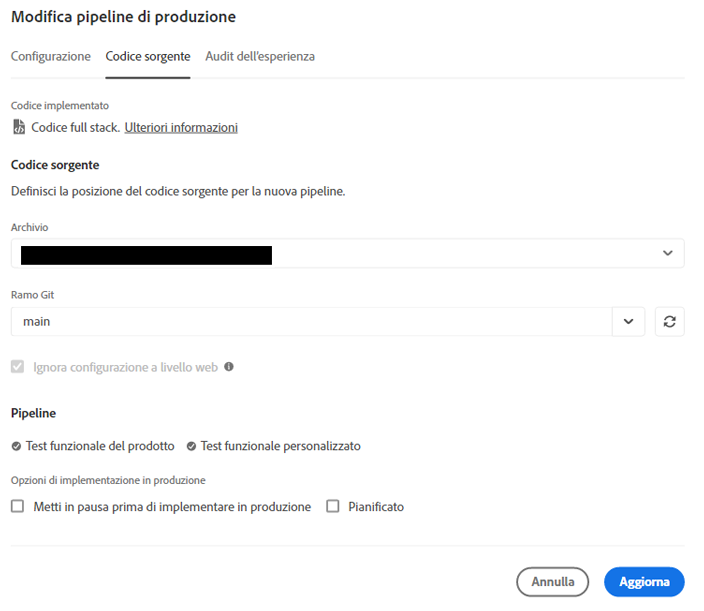 Modifica pipeline di produzione
Configurazione Codice sorgente Audit dell'esperienza
Codice implementato
Codice full stack. Ulteriori informazioni
Codice sorgente
Definisci la posizione del codice sorgente per la nuova pipeline.
Archivio
Ramo Git
main
Ignora configurazione a livello web
Pipeline
Test funzionale del prodotto Test funzionale personalizzato
Opzioni di implementazione in produzione
Metti in pausa prima di implementare in produzione Pianificato
Annulla Aggiorna